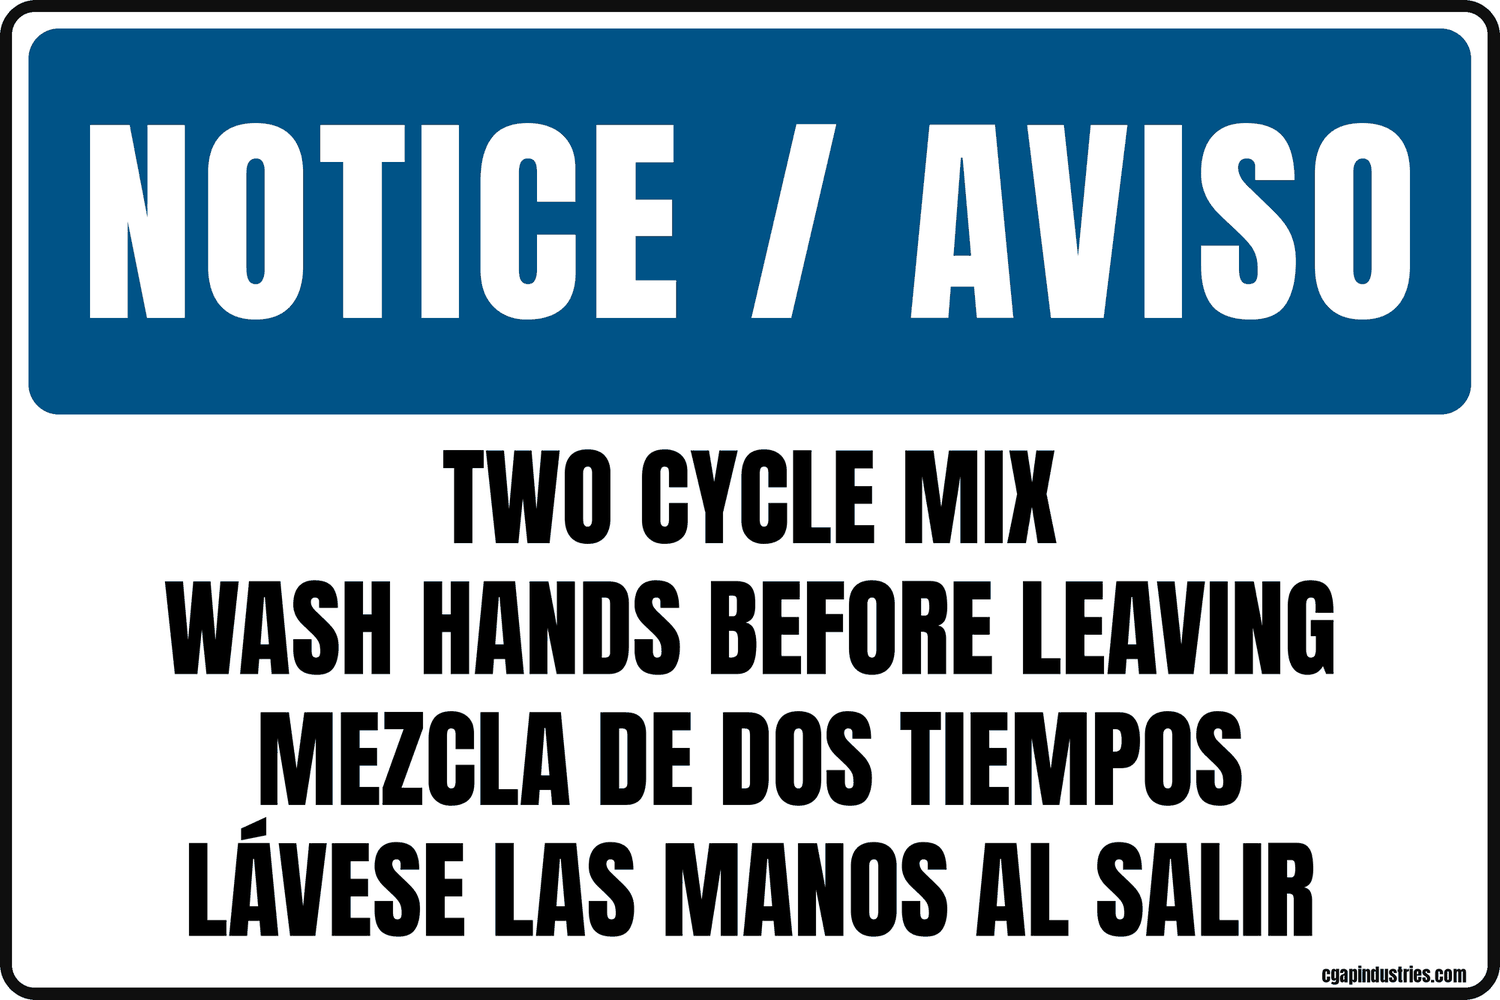 NOTICE / AVISO
TWO CYCLE MIX
WASH HANDS BEFORE LEAVING
MEZCLA DE DOS TIEMPOS
LÁVESE LAS MANOS AL SALIR
cgapindustries.com